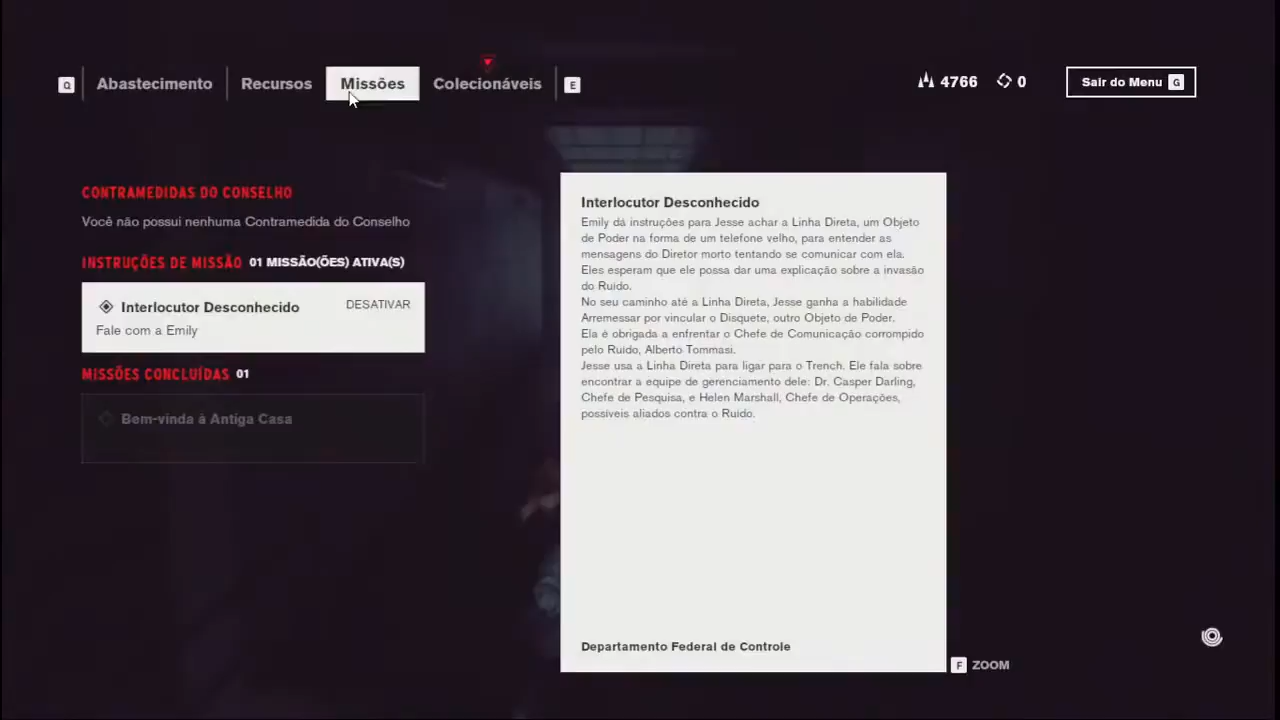 Q Abastecimento Recursos Missões Colecionáveis E 4766 0 Sair do Menu G
CONTRAMEDIDAS DO CONSELHO
Você não possui nenhuma Contramedida do Conselho
INSTRUÇÕES DE MISSÃO 01 MISSÃO(ÕES) ATIVA(S)
Interlocutor Desconhecido DESATIVAR
Fale com a Emily
MISSÕES CONCLUÍDAS 01
Bem-vinda à Antiga Casa
Interlocutor Desconhecido
Emily dá instruções para Jesse achar a Linha Direta, um Objeto
de Poder na forma de um telefone velho, para entender as
mensagens do Diretor morto tentando se comunicar com ela.
Eles esperam que ele possa dar uma explicação sobre a invasão
do Ruido.
No seu caminho até a Linha Direta, Jesse ganha a habilidade
Arremessar por vincular o Disquete, outro Objeto de Poder.
Ela é obrigada a enfrentar o Chefe de Comunicação corrompido
pelo Ruido, Alberto Tommasi.
Jesse usa a Linha Direta para ligar para o Trench. Ele fala sobre
encontrar a equipe de gerenciamento dele: Dr. Casper Darling,
Chefe de Pesquisa, e Helen Marshall, Chefe de Operações,
possíveis aliados contra o Ruido.
Departamento Federal de Controle
F ZOOM